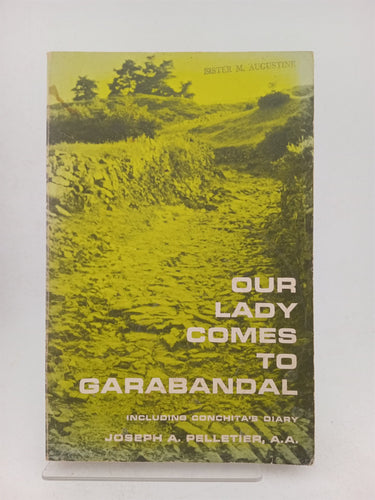 SISTER M. AUGUSTINE
OUR
LADY
COMES
TO
GARABANDAL
INCLUDING CONCHITA'S DIARY
JOSEPH A. PELLETIER, A.A.